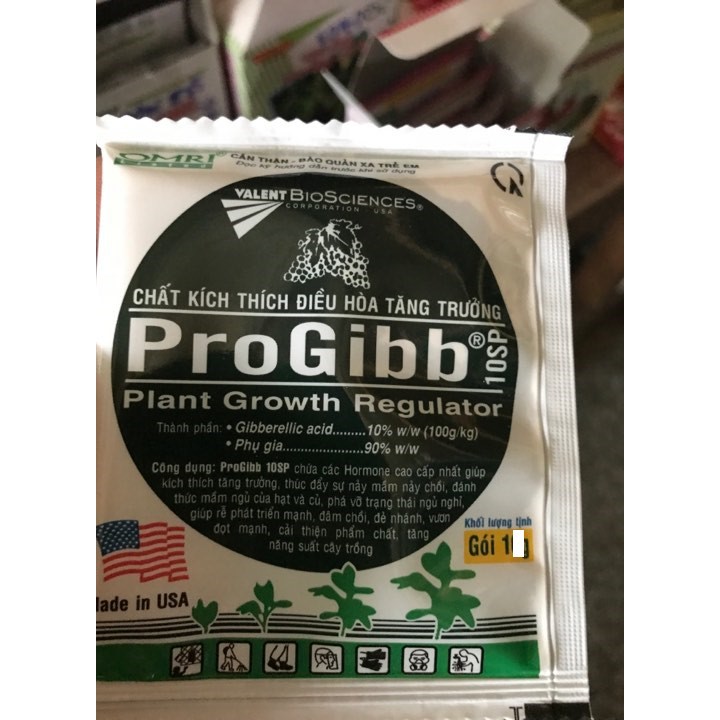 OMRI
CẨN THẬN - BẢO QUẢN XA TRẺ EM
Đọc kỹ hướng dẫn trước khi sử dụng
VALENT BIOSCIENCES®
CORPORATION USA
CHẤT KÍCH THÍCH ĐIỀU HÒA TĂNG TRƯỞNG
ProGibb® 10SP
Plant Growth Regulator
Thành phần: • Gibberellic acid.........10% w/w (100g/kg)
• Phụ gia......................90% w/w
Công dụng: ProGibb 10SP chứa các Hormone cao cấp nhất giúp
kích thích tăng trưởng, thúc đẩy sự nảy mầm nảy chồi, đánh
thức mầm ngủ của hạt và củ, phá vỡ trạng thái ngủ nghỉ,
giúp rễ phát triển mạnh, đâm chồi, đẻ nhánh, vươn
đọt mạnh, cải thiện phẩm chất, tăng
năng suất cây trồng
Khối lượng tịnh
Gói
Made in USA